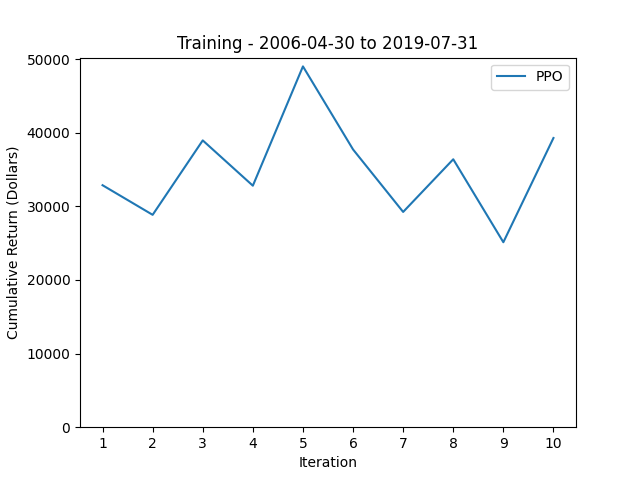 Training - 2006-04-30 to 2019-07-31
PPO
Cumulative Return (Dollars)
50000
40000
30000
20000
10000
0
1 2 3 4 5 6 7 8 9 10
Iteration